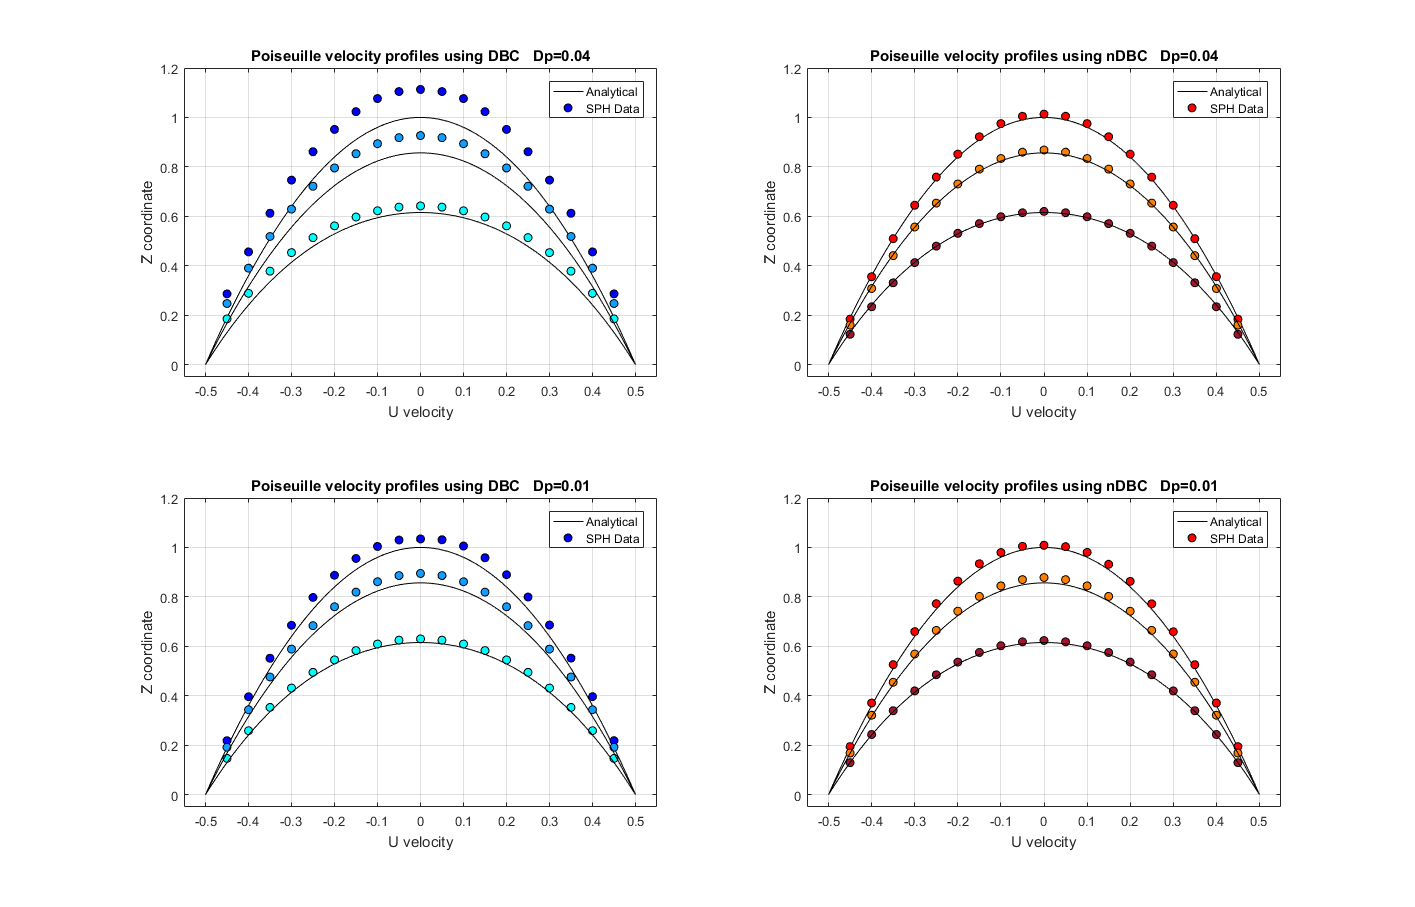 Poiseuille velocity profiles using DBC Dp=0.04
Analytical
SPH Data
Z coordinate
1.2
1
0.8
0.6
0.4
0.2
0
-0.5 -0.4 -0.3 -0.2 -0.1 0 0.1 0.2 0.3 0.4 0.5
U velocity
Poiseuille velocity profiles using nDBC Dp=0.04
Analytical
SPH Data
Z coordinate
1.2
1
0.8
0.6
0.4
0.2
0
-0.5 -0.4 -0.3 -0.2 -0.1 0 0.1 0.2 0.3 0.4 0.5
U velocity
Poiseuille velocity profiles using DBC Dp=0.01
Analytical
SPH Data
Z coordinate
1.2
1
0.8
0.6
0.4
0.2
0
-0.5 -0.4 -0.3 -0.2 -0.1 0 0.1 0.2 0.3 0.4 0.5
U velocity
Poiseuille velocity profiles using nDBC Dp=0.01
Analytical
SPH Data
Z coordinate
1.2
1
0.8
0.6
0.4
0.2
0
-0.5 -0.4 -0.3 -0.2 -0.1 0 0.1 0.2 0.3 0.4 0.5
U velocity